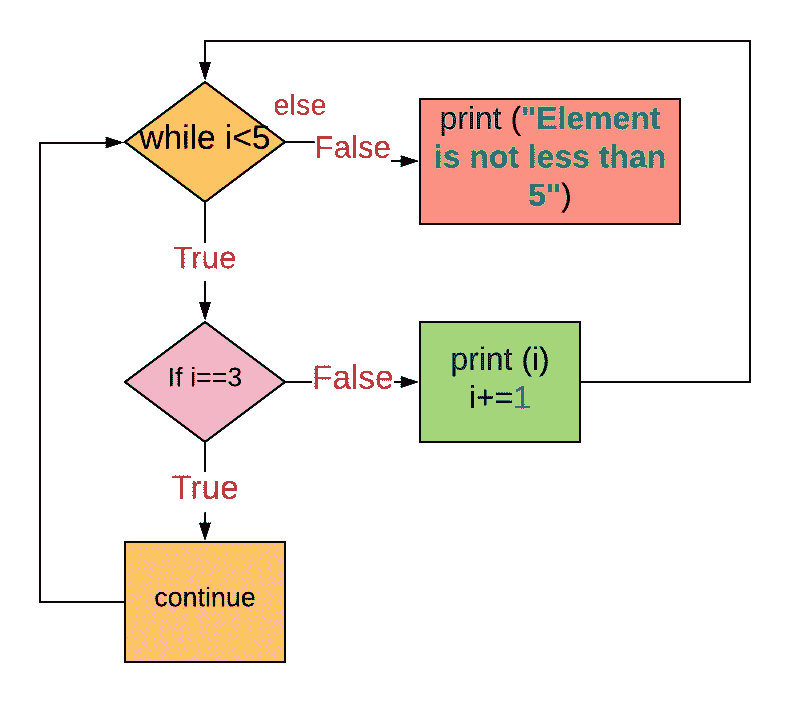 else
while i<5
False
print ("Element
is not less than
5")
True
If i==3
False
print (i)
i+=1
True
continue